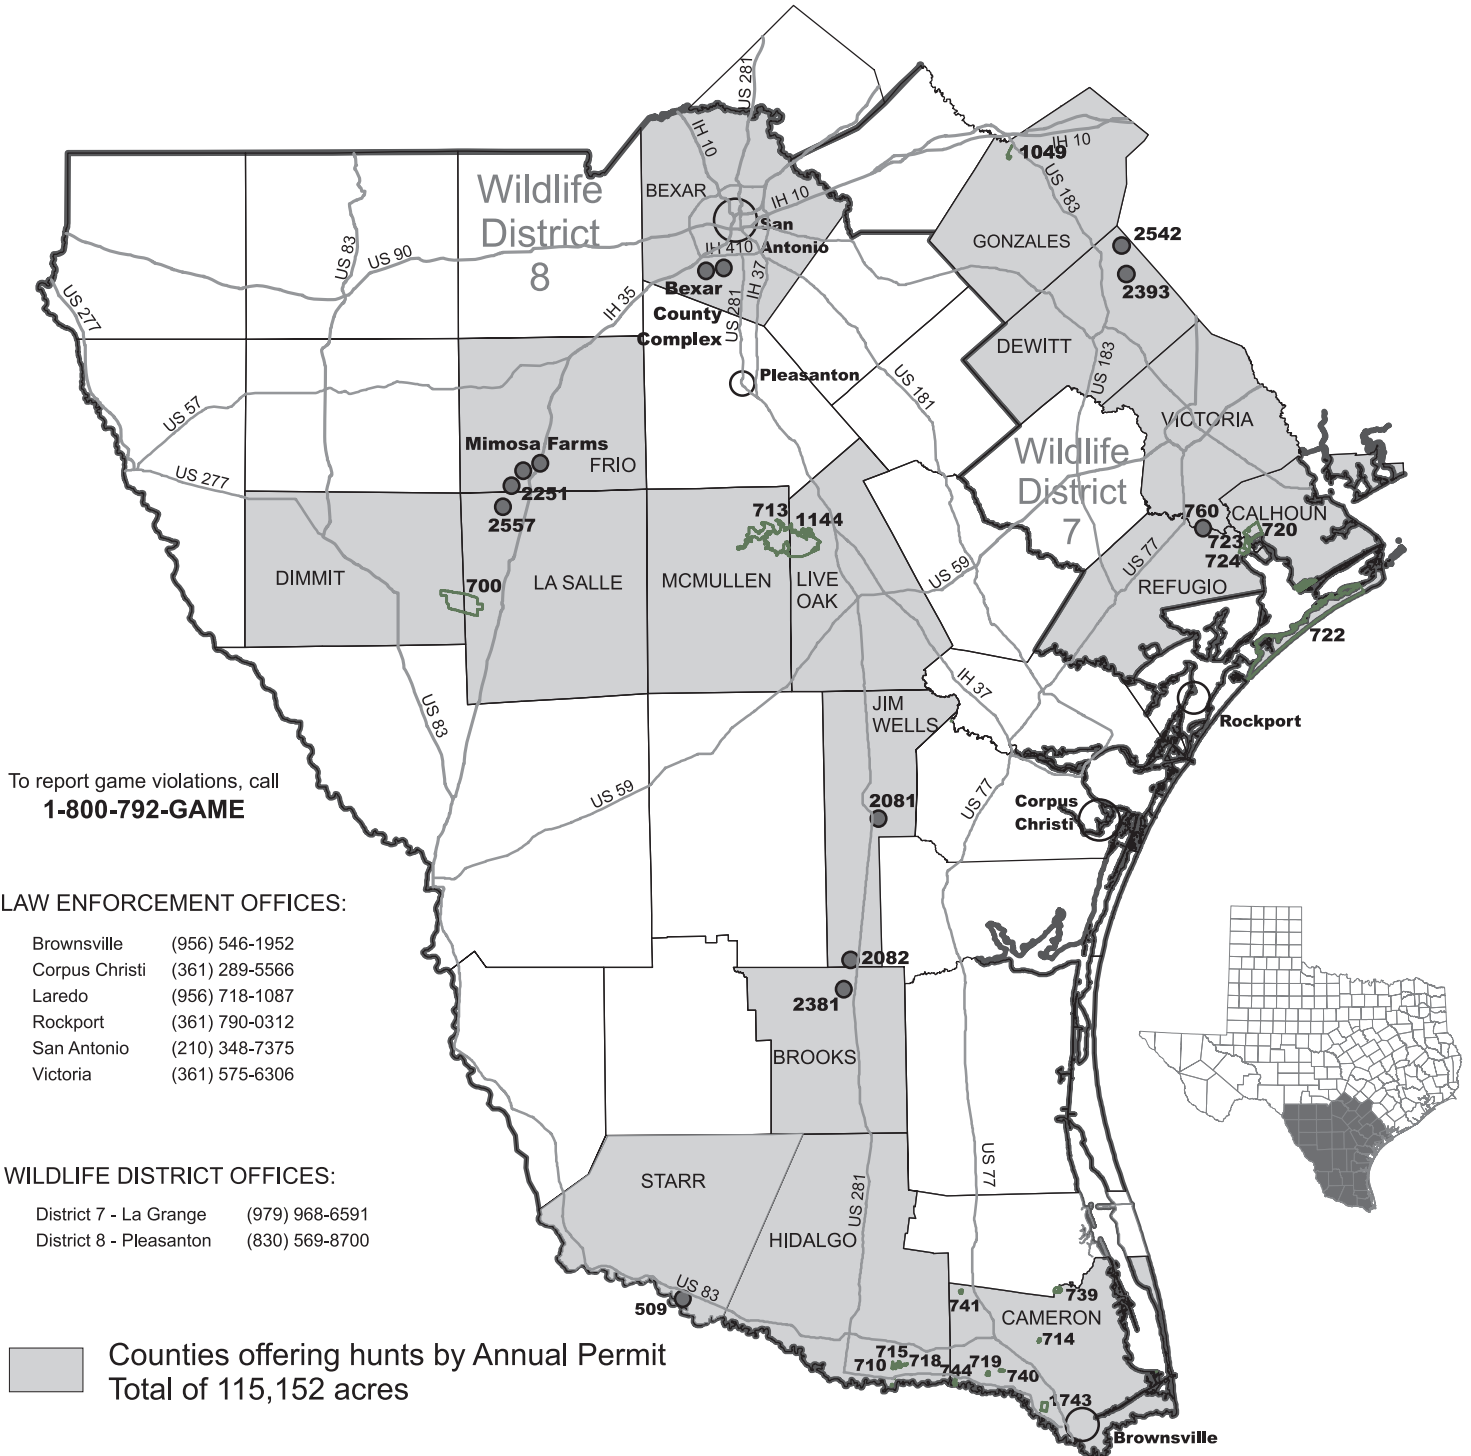 US 281
IH 10
IH 10
1049
Wildlife
District
8
BEXAR
IH 10
San
Antonio
US 183
US 83
US 90
IH 410
GONZALES
2542
US 277
Bexar
County
Complex
IH 37
US 281
2393
IH 35
DEWITT
US 183
Pleasanton
US 181
US 57
VICTORIA
Mimosa Farms
FRIO
Wildlife
District
7
US 277
2251
2557
713
1144
760
CALHOUN
720
723
724
US 77
DIMMIT
700
LA SALLE
MCMULLEN
LIVE
OAK
US 59
REFUGIO
722
IH 37
US 83
JIM
WELLS
Rockport
To report game violations, call
1-800-792-GAME
US 59
2081
US 77
Corpus
Christi
LAW ENFORCEMENT OFFICES:
Brownsville (956) 546-1952
Corpus Christi (361) 289-5566
Laredo (956) 718-1087
Rockport (361) 790-0312
San Antonio (210) 348-7375
Victoria (361) 575-6306
2082
2381
BROOKS
WILDLIFE DISTRICT OFFICES:
District 7 - La Grange (979) 968-6591
District 8 - Pleasanton (830) 569-8700
STARR
US 77
US 281
HIDALGO
US 83
509
741
739
CAMERON
714
715
710
718
744
719
740
1743
Brownsville
Counties offering hunts by Annual Permit
Total of 115,152 acres